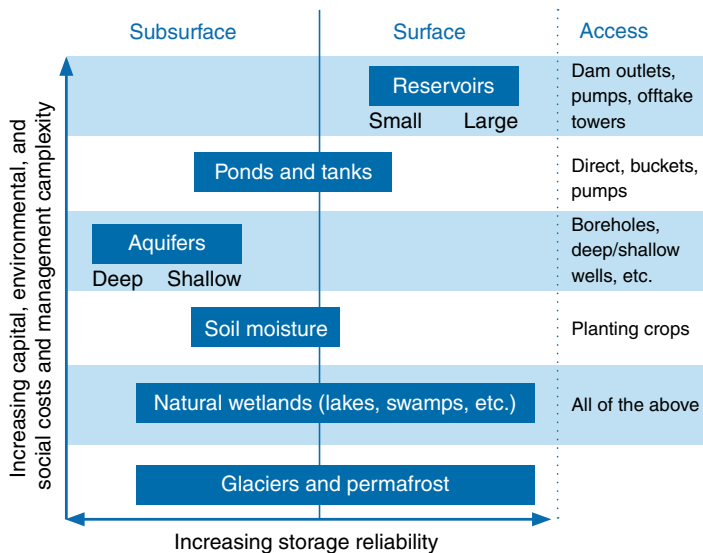 Subsurface
Surface
Access
Increasing capital, environmental, and
social costs and management camplexity
Reservoirs
Small Large
Dam outlets,
pumps, offtake
towers
Ponds and tanks
Direct, buckets,
pumps
Aquifers
Deep Shallow
Boreholes,
deep/shallow
wells, etc.
Soil moisture
Planting crops
Natural wetlands (lakes, swamps, etc.)
All of the above
Glaciers and permafrost
Increasing storage reliability